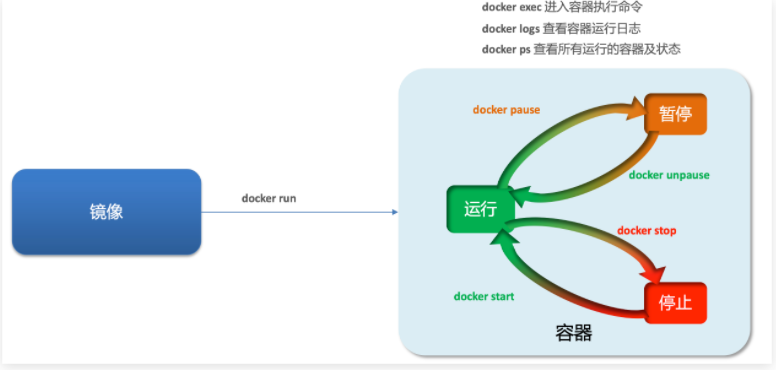 docker exec 进入容器执行命令
docker logs 查看容器运行日志
docker ps 查看所有运行的容器及状态
docker pause
暂停
docker unpause
镜像
docker run
运行
docker stop
docker start
停止
容器